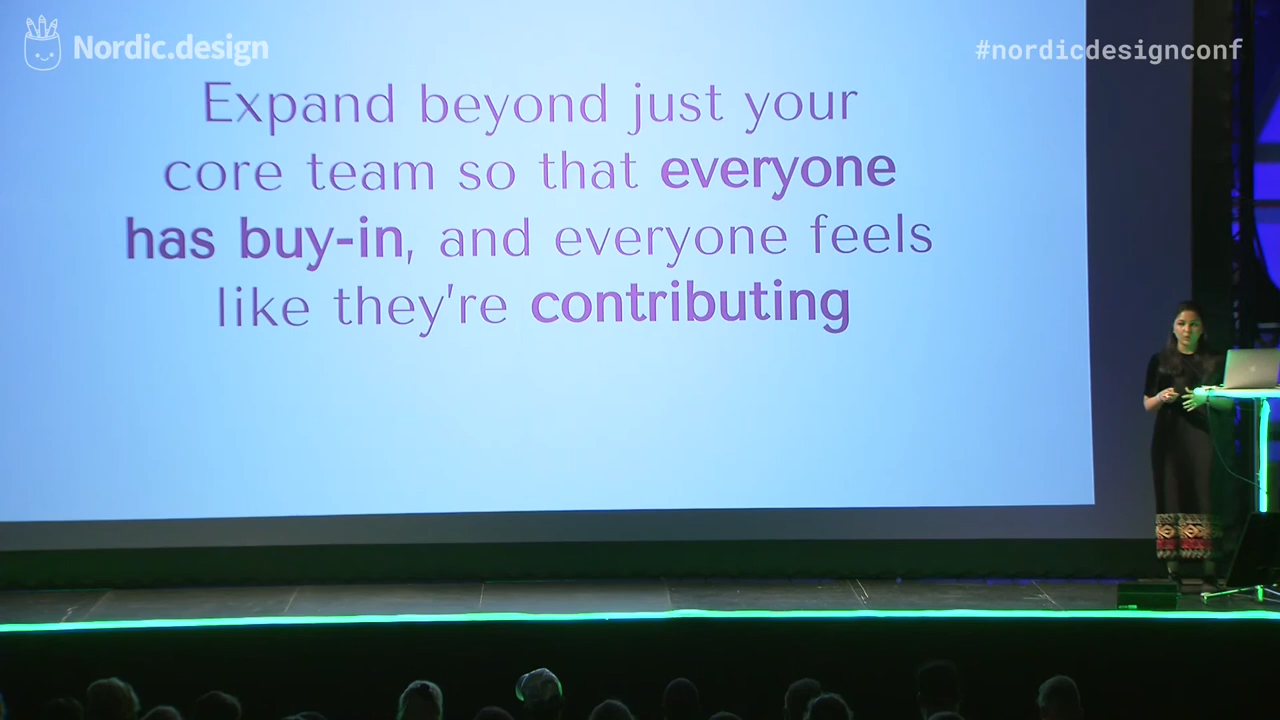 Nordic.design
#nordicdesignconf
Expand beyond just your
core team so that everyone
has buy-in, and everyone feels
like they're contributing